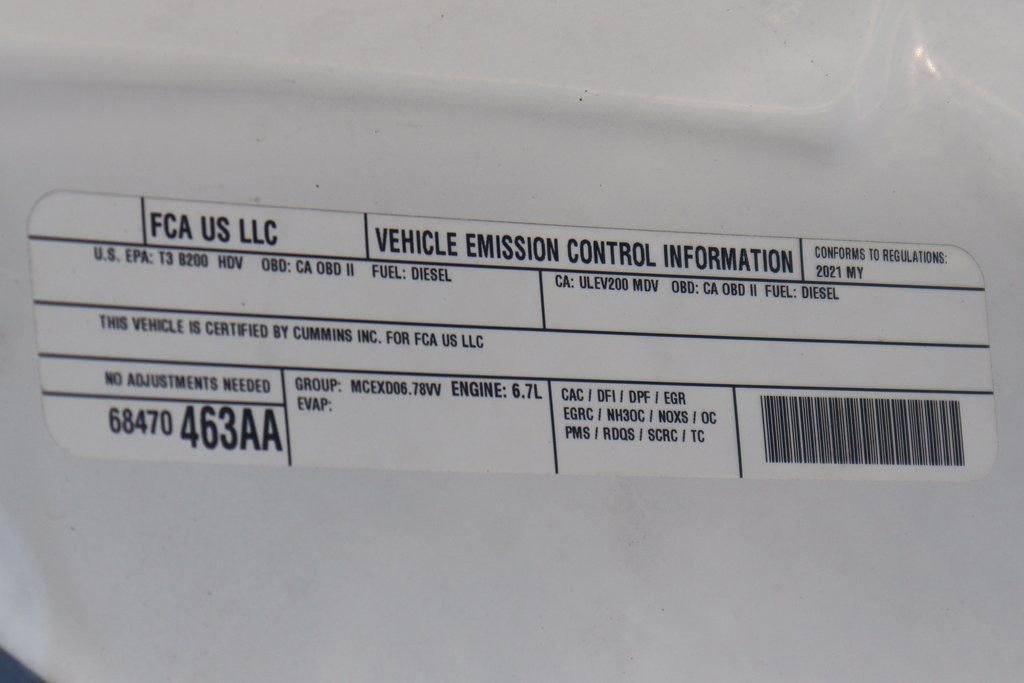 FCA US LLC
VEHICLE EMISSION CONTROL INFORMATION
CONFORMS TO REGULATIONS:
2021 MY
U.S. EPA: T3 B200 HDV OBD: CA OBD II FUEL: DIESEL
CA: ULEV200 MDV OBD: CA OBD II FUEL: DIESEL
THIS VEHICLE IS CERTIFIED BY CUMMINS INC. FOR FCA US LLC
NO ADJUSTMENTS NEEDED
68470 463AA
GROUP: MCEXD06.78VV ENGINE: 6.7L
EVAP:
CAC / DFI / DPF / EGR
EGRC / NH3OC / NOXS / OC
PMS / RDQS / SCRC / TC